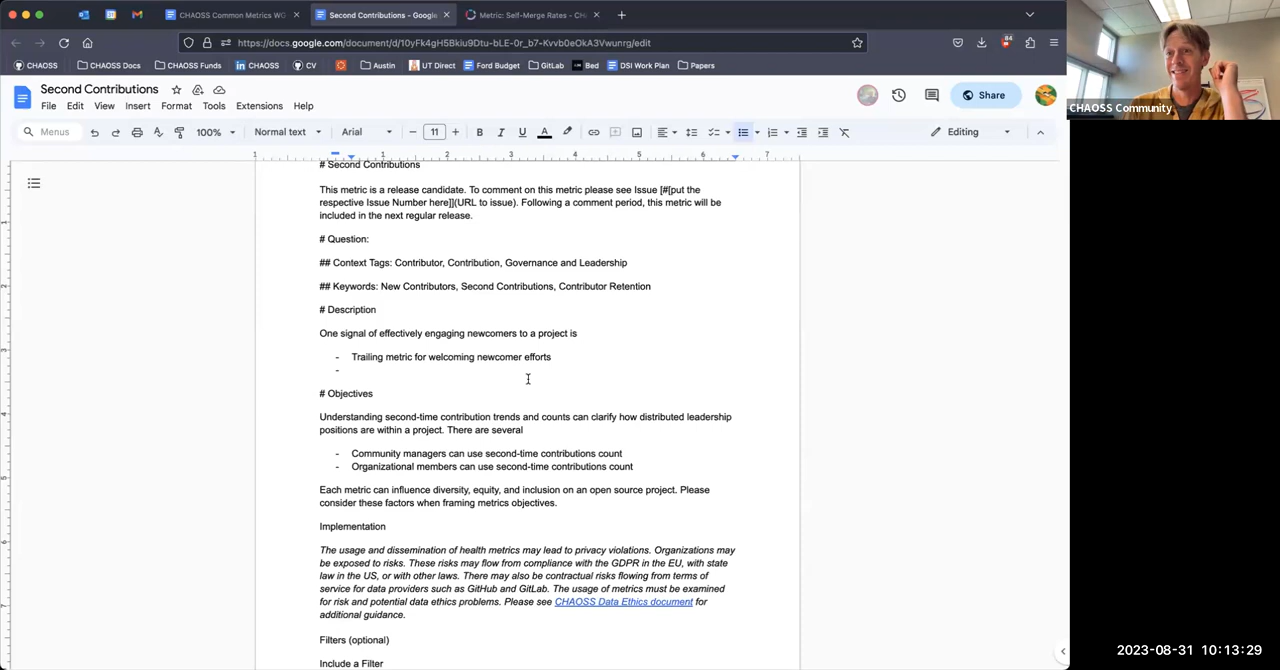 CHAOSS Common Metrics WO
Second Contributions - Google
Metric: Self-Merge Rates - CH
https://docs.google.com/document/d/10yFk4gH5Bkiu9Dtu-bLE-0r_b7-Kvvb0eOkA3Vwunrg/edit
84
CHAOSS
CHAOSS Docs
CHAOSS Funds
CHAOSS
CV
Austin
UT Direct
Ford Budget
GitLab
Bed
DSI Work Plan
Papers
CHAOSS Community
Second Contributions
File Edit View Insert Format Tools Extensions Help
Share
Menus
100%
Normal text
Arial
11
Editing
# Second Contributions
This metric is a release candidate. To comment on this metric please see Issue [#[put the
respective Issue Number here]](URL to issue). Following a comment period, this metric will be
included in the next regular release.
# Question:
## Context Tags: Contributor, Contribution, Governance and Leadership
## Keywords: New Contributors, Second Contributions, Contributor Retention
# Description
One signal of effectively engaging newcomers to a project is
- Trailing metric for welcoming newcomer efforts
-
# Objectives
Understanding second-time contribution trends and counts can clarify how distributed leadership
positions are within a project. There are several
- Community managers can use second-time contributions count
- Organizational members can use second-time contributions count
Each metric can influence diversity, equity, and inclusion on an open source project. Please
consider these factors when framing metrics objectives.
Implementation
The usage and dissemination of health metrics may lead to privacy violations. Organizations may
be exposed to risks. These risks may flow from compliance with the GDPR in the EU, with state
law in the US, or with other laws. There may also be contractual risks flowing from terms of
service for data providers such as GitHub and GitLab. The usage of metrics must be examined
for risk and potential data ethics problems. Please see CHAOSS Data Ethics document for
additional guidance.
Filters (optional)
Include a Filter
2023-08-31 10:13:29